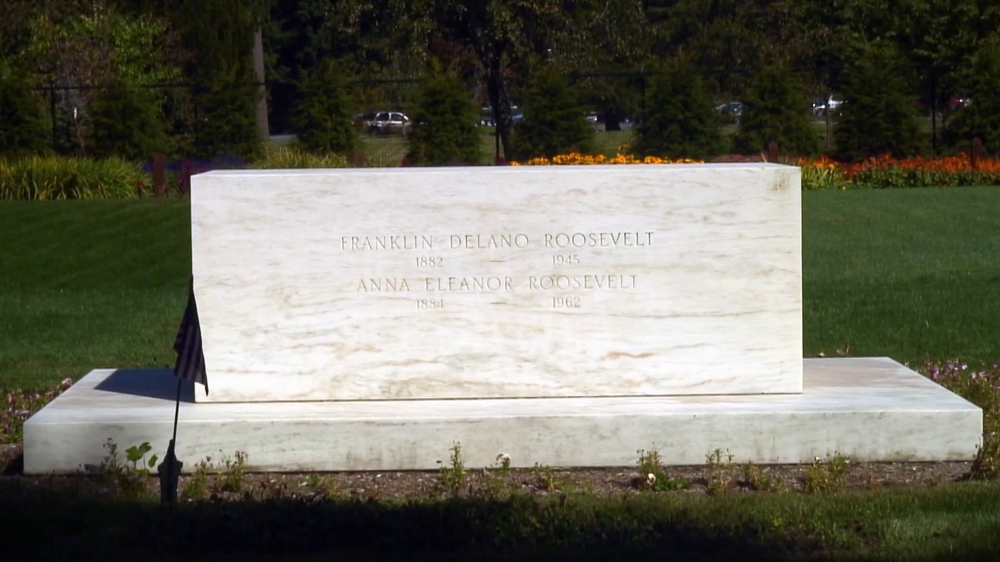 FRANKLIN DELANO ROOSEVELT
1882 — 1945
ANNA ELEANOR ROOSEVELT
1884 — 1962